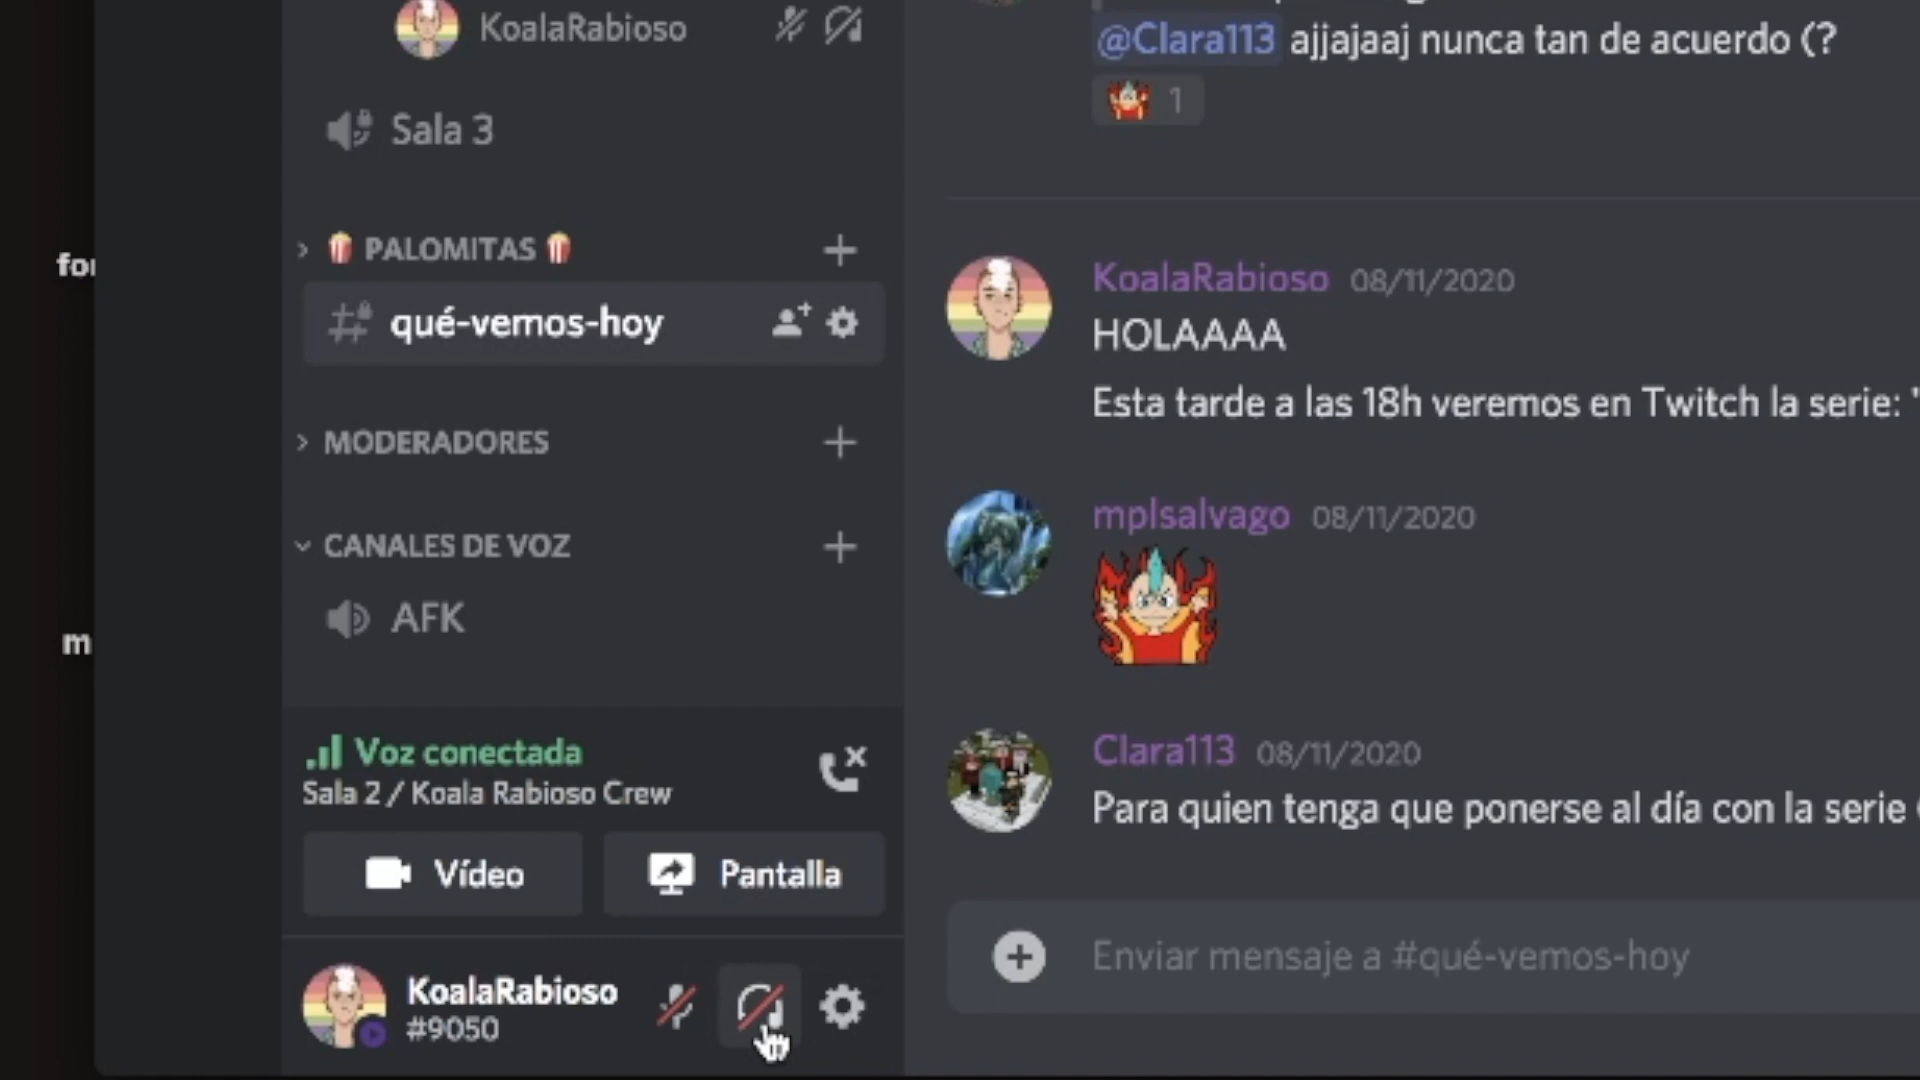 KoalaRabioso
Sala 3
PALOMITAS
qué-vemos-hoy
MODERADORES
CANALES DE VOZ
AFK
Voz conectada
Sala 2 / Koala Rabioso Crew
Vídeo
Pantalla
KoalaRabioso
#9050
@Clara113 ajjajaaj nunca tan de acuerdo (?
1
KoalaRabioso 08/11/2020
HOLAAAA
Esta tarde a las 18h veremos en Twitch la serie: "
mplsalvago 08/11/2020
Clara113 08/11/2020
Para quien tenga que ponerse al día con la serie
Enviar mensaje a #qué-vemos-hoy